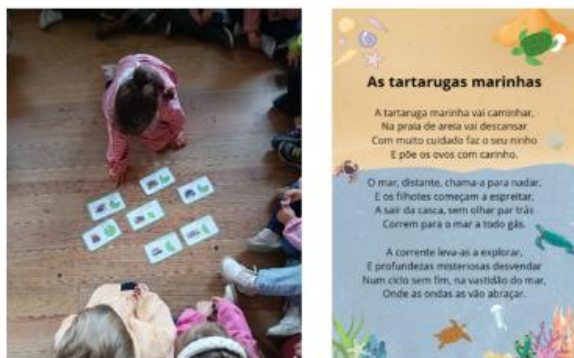 As tartarugas marinhas
A tartaruga marinha vai caminhar,
Na praia de areia vai descansar
Com muito cuidado faz o seu ninho
E põe os ovos com carinho.
O mar, distante, chama-a para nadar,
E os filhotes começam a espreitar,
A sair da casca, sem olhar par trás
Correm para o mar a todo gás.
A corrente leva-as a explorar,
E profundezas misteriosas desvendar
Num ciclo sem fim, na vastidão do mar,
Onde as ondas as vão abraçar.